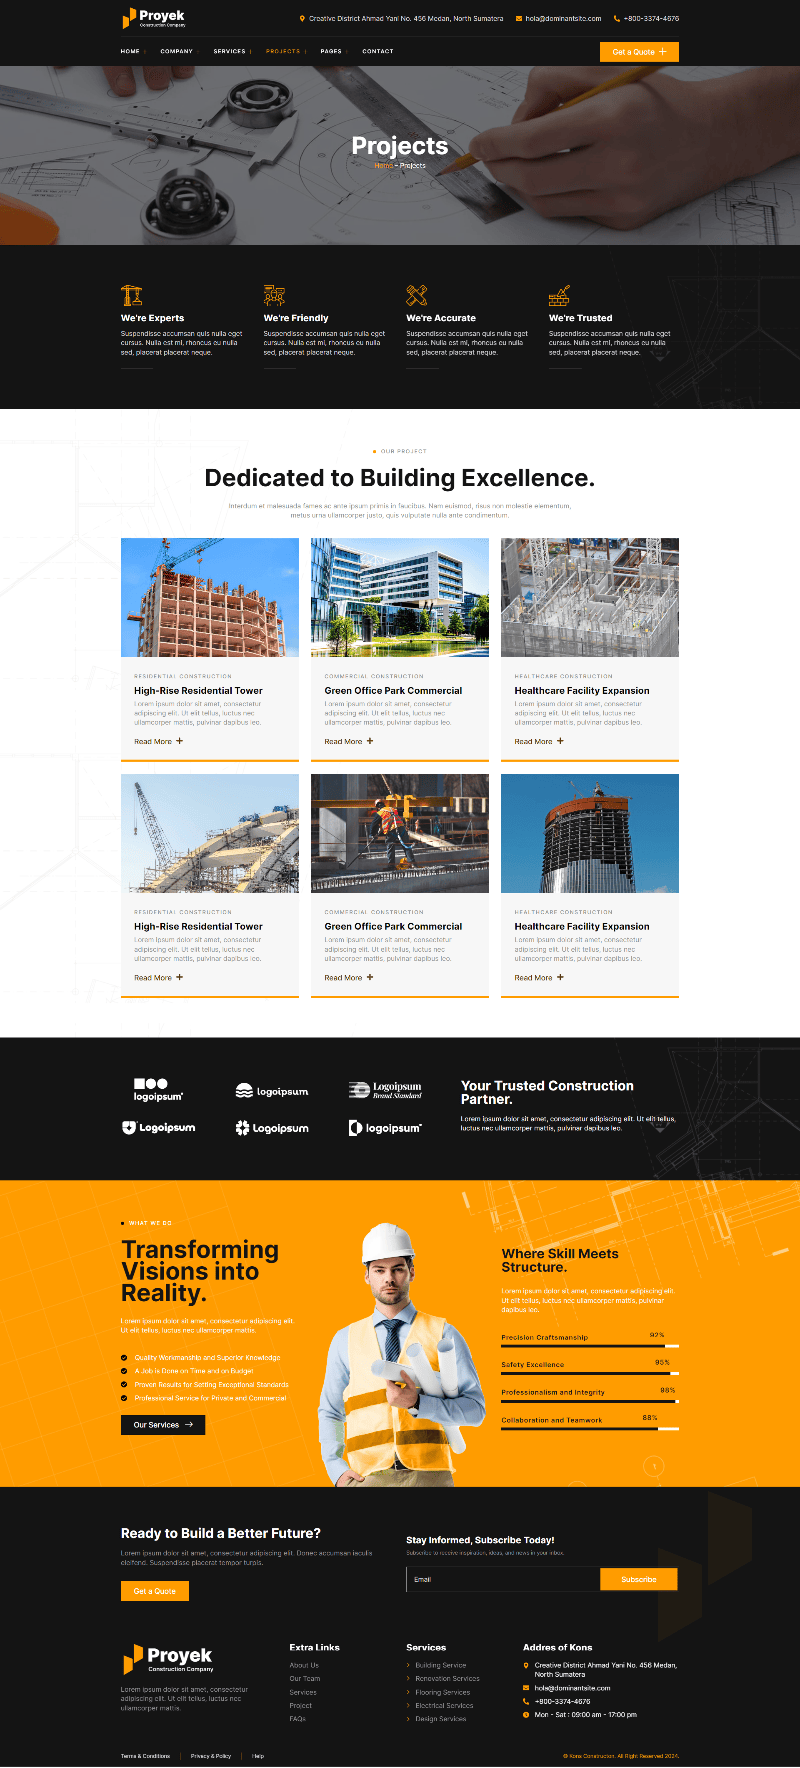 Proyek
Construction Company
Creative District Ahmad Yani No. 456 Medan, North Sumatera
hola@dominantsite.com
+800-3374-4676
HOME
COMPANY
SERVICES
PROJECTS
PAGES
CONTACT
Get a Quote
Projects
Home - Projects
We're Experts
Suspendisse accumsan quis nulla eget
cursus. Nulla est mi, rhoncus eu nulla
sed, placerat placerat neque.
We're Friendly
Suspendisse accumsan quis nulla eget
cursus. Nulla est mi, rhoncus eu nulla
sed, placerat placerat neque.
We're Accurate
Suspendisse accumsan quis nulla eget
cursus. Nulla est mi, rhoncus eu nulla
sed, placerat placerat neque.
We're Trusted
Suspendisse accumsan quis nulla eget
cursus. Nulla est mi, rhoncus eu nulla
sed, placerat placerat neque.
OUR PROJECT
Dedicated to Building Excellence.
Interdum et malesuada fames ac ante ipsum primis in faucibus. Nam euismod, risus non molestie elementum,
metus urna ullamcorper justo, quis vulputate nulla ante condimentum.
RESIDENTIAL CONSTRUCTION
High-Rise Residential Tower
Lorem ipsum dolor sit amet, consectetur
adipiscing elit. Ut elit tellus, luctus nec
ullamcorper mattis, pulvinar dapibus leo.
Read More
COMMERCIAL CONSTRUCTION
Green Office Park Commercial
Lorem ipsum dolor sit amet, consectetur
adipiscing elit. Ut elit tellus, luctus nec
ullamcorper mattis, pulvinar dapibus leo.
Read More
HEALTHCARE CONSTRUCTION
Healthcare Facility Expansion
Lorem ipsum dolor sit amet, consectetur
adipiscing elit. Ut elit tellus, luctus nec
ullamcorper mattis, pulvinar dapibus leo.
Read More
RESIDENTIAL CONSTRUCTION
High-Rise Residential Tower
Lorem ipsum dolor sit amet, consectetur
adipiscing elit. Ut elit tellus, luctus nec
ullamcorper mattis, pulvinar dapibus leo.
Read More
COMMERCIAL CONSTRUCTION
Green Office Park Commercial
Lorem ipsum dolor sit amet, consectetur
adipiscing elit. Ut elit tellus, luctus nec
ullamcorper mattis, pulvinar dapibus leo.
Read More
HEALTHCARE CONSTRUCTION
Healthcare Facility Expansion
Lorem ipsum dolor sit amet, consectetur
adipiscing elit. Ut elit tellus, luctus nec
ullamcorper mattis, pulvinar dapibus leo.
Read More
logoipsum
logoipsum
Logoipsum
Brand Standard
Logoipsum
Logoipsum
logoipsum
Your Trusted Construction
Partner.
Lorem ipsum dolor sit amet, consectetur adipiscing elit. Ut elit tellus,
luctus nec ullamcorper mattis, pulvinar dapibus leo.
WHAT WE DO
Transforming
Visions into
Reality.
Lorem ipsum dolor sit amet, consectetur adipiscing elit.
Ut elit tellus, luctus nec ullamcorper mattis.
Quality Workmanship and Superior Knowledge
A Job is Done on Time and on Budget
Proven Results for Setting Exceptional Standards
Professional Service for Private and Commercial
Our Services
Where Skill Meets
Structure.
Lorem ipsum dolor sit amet, consectetur adipiscing elit.
Ut elit tellus, luctus nec ullamcorper mattis, pulvinar
dapibus leo.
Precision Craftsmanship 92%
Safety Excellence 95%
Professionalism and Integrity 98%
Collaboration and Teamwork 88%
1
Ready to Build a Better Future?
Lorem ipsum dolor sit amet, consectetur adipiscing elit. Donec accumsan iaculis
eleifend. Suspendisse placerat tempor turpis.
Get a Quote
Stay Informed, Subscribe Today!
Subscribe to receive inspiration, ideas, and news in your inbox.
Email
Subscribe
Proyek
Construction Company
Lorem ipsum dolor sit amet, consectetur
adipiscing elit. Ut elit tellus, luctus nec
ullamcorper mattis.
Extra Links
About Us
Our Team
Services
Project
FAQs
Services
Building Service
Renovation Services
Flooring Services
Electrical Services
Design Services
Addres of Kons
Creative District Ahmad Yani No. 456 Medan,
North Sumatera
hola@dominantsite.com
+800-3374-4676
Mon - Sat : 09:00 am - 17:00 pm
Terms & Conditions
Privacy & Policy
Help
© Kons Constructon. All Right Reserved 2024.